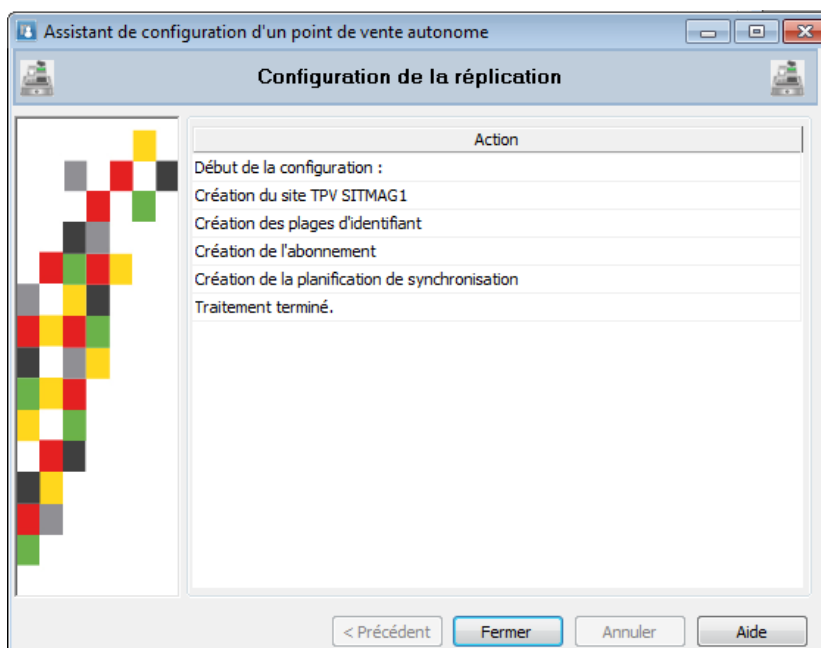 Assistant de configuration d'un point de vente autonome
Configuration de la réplication
Action
Début de la configuration :
Création du site TPV SITMAG1
Création des plages d'identifiant
Création de l'abonnement
Création de la planification de synchronisation
Traitement terminé.
< Précédent Fermer Annuler Aide